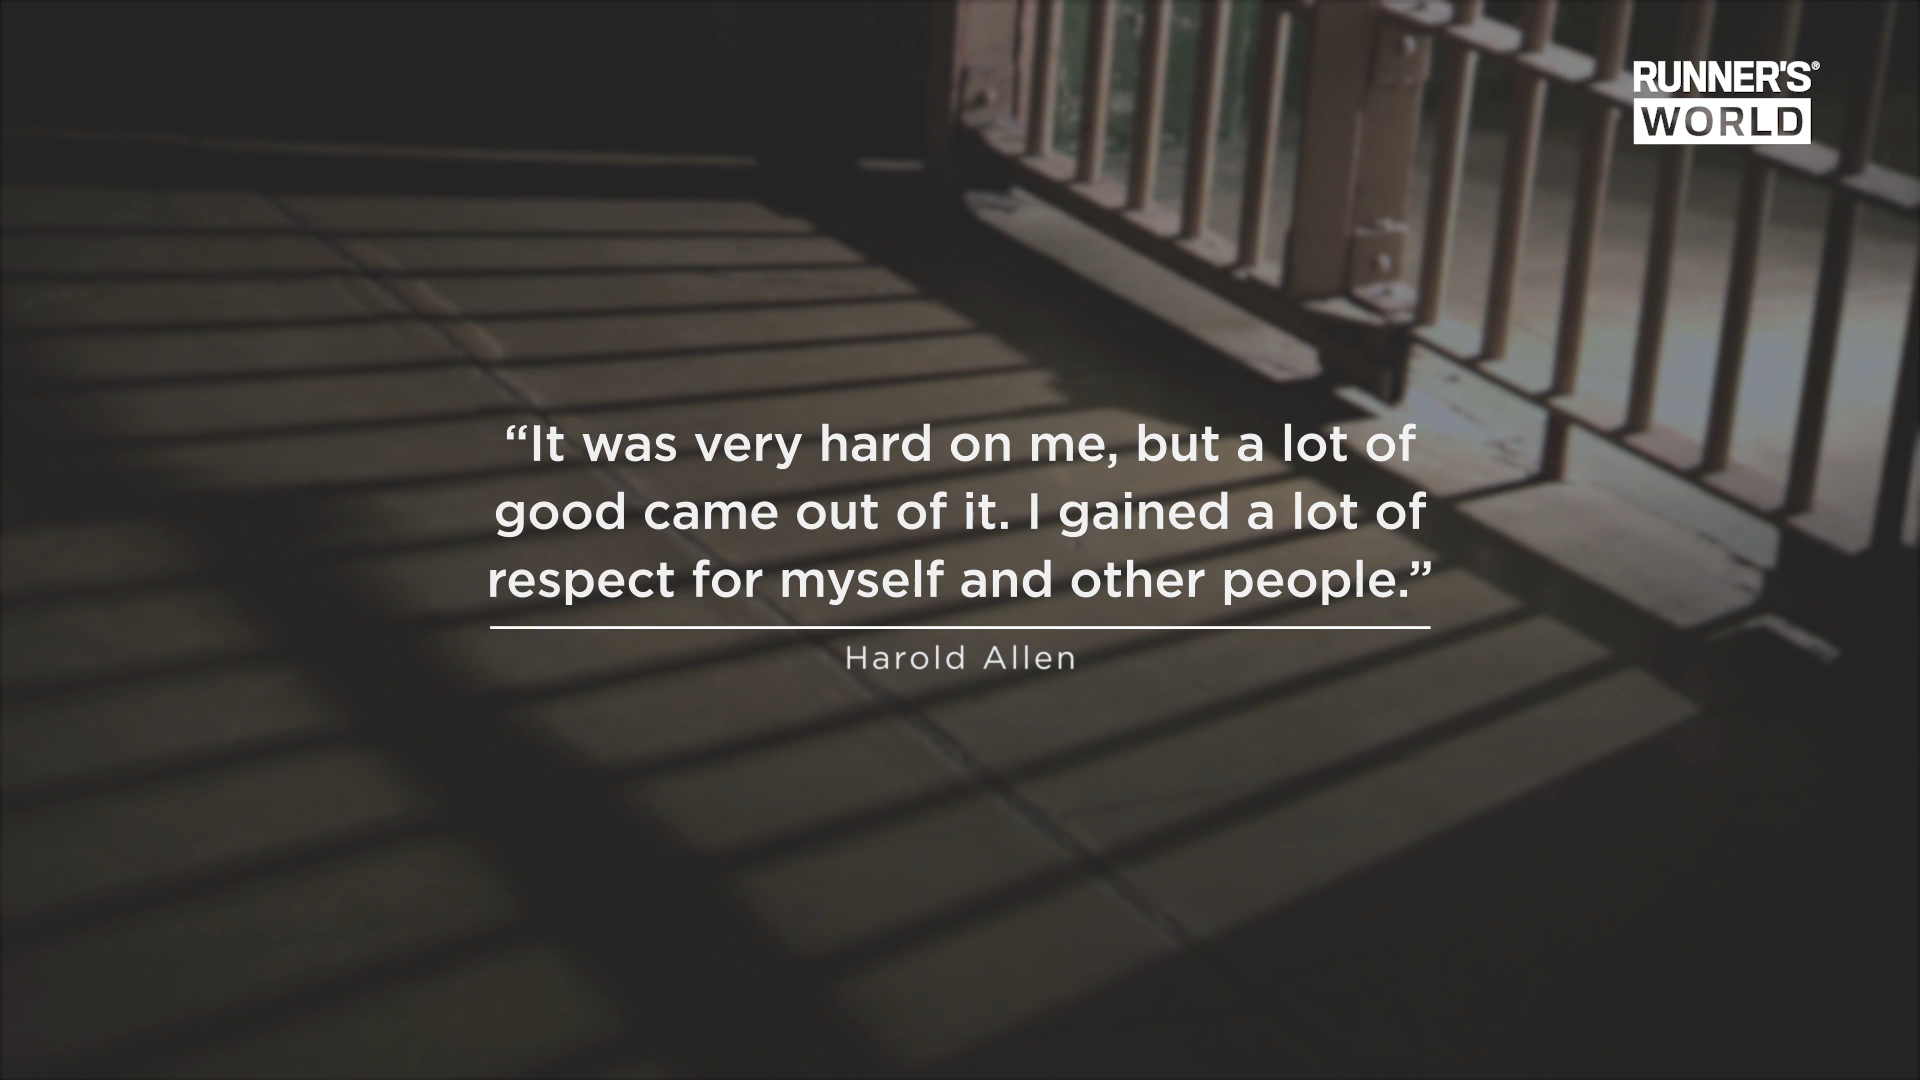 RUNNER'S®
WORLD
“It was very hard on me, but a lot of
good came out of it. I gained a lot of
respect for myself and other people.”
Harold Allen